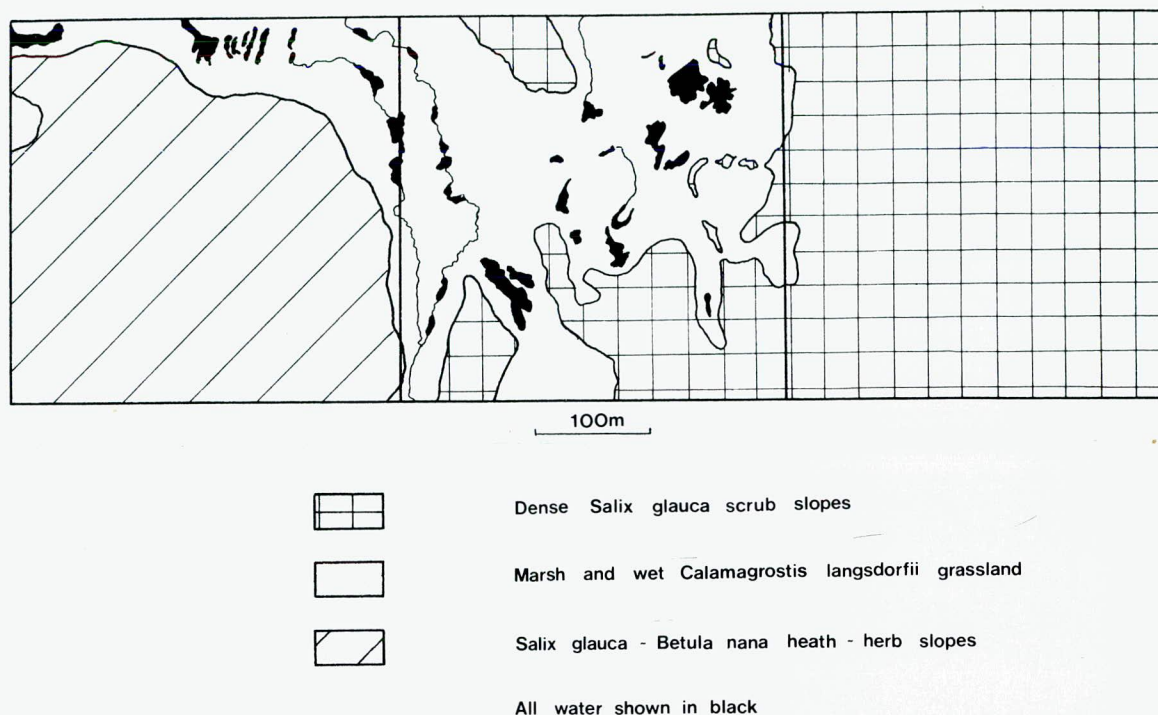 100m
Dense Salix glauca scrub slopes
Marsh and wet Calamagrostis langsdorfii grassland
Salix glauca - Betula nana heath - herb slopes
All water shown in black